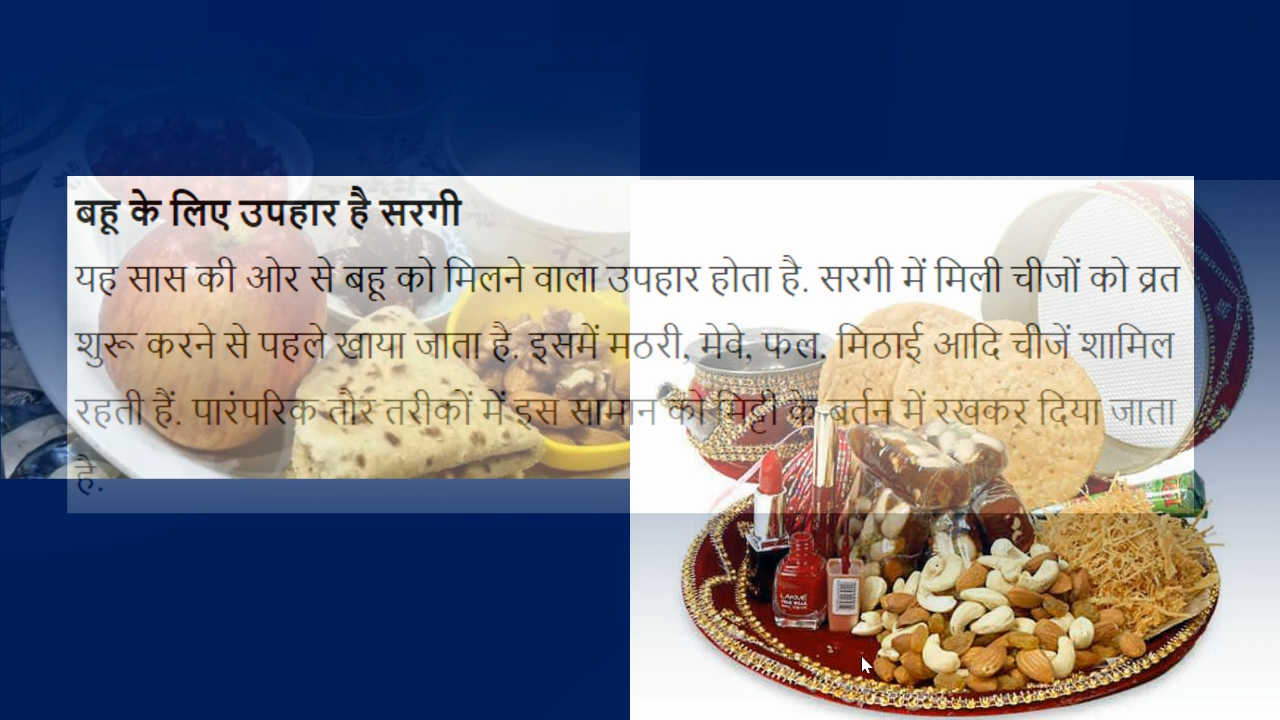 बहू के लिए उपहार है सरगी
यह सास की ओर से बहू को मिलने वाला उपहार होता है. सरगी में मिली चीजों को व्रत
शुरू करने से पहले खाया जाता है. इसमें मठरी, मेवे, फल, मिठाई आदि चीजें शामिल
रहती हैं. पारंपरिक तौर तरीकों में इस सामान को मिट्टी के बर्तन में रखकर दिया जाता
है.
LAKMÉ